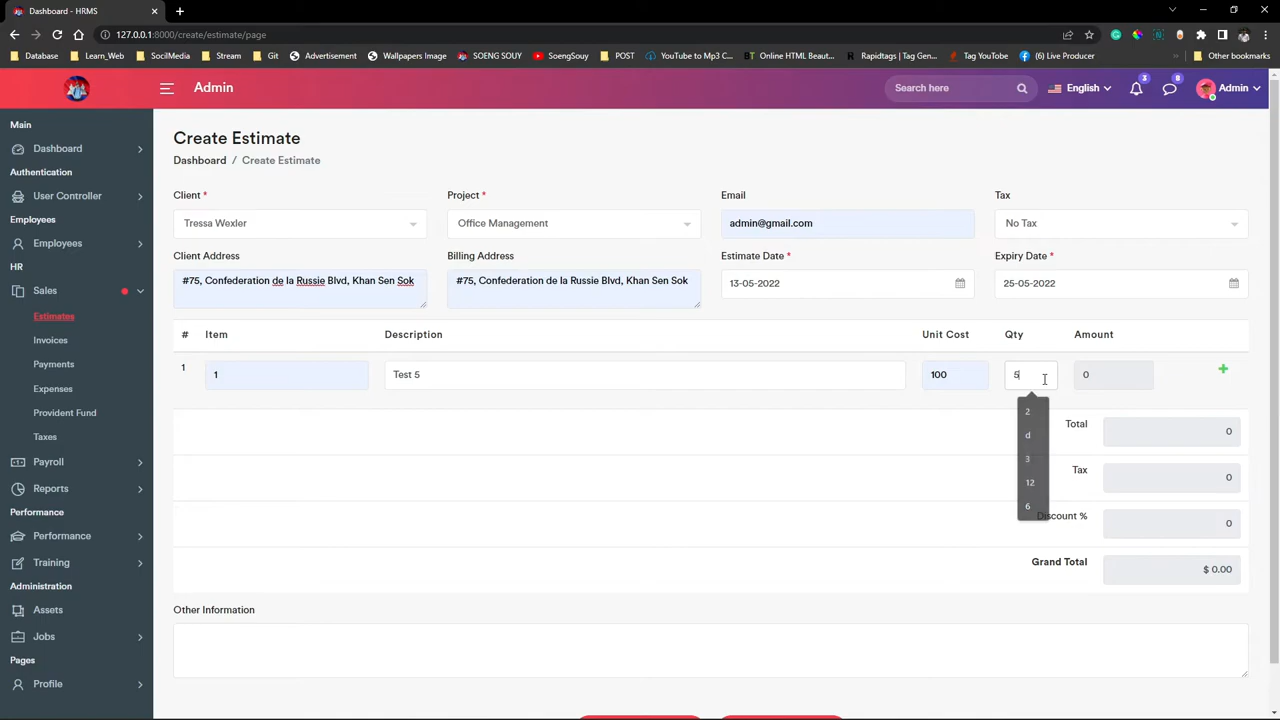 Dashboard - HRMS
127.0.0.1:8000/create/estimate/page
Database Learn_Web SocilMedia Stream Git Advertisement Wallpapers Image SOENG SOUY SoengSouy POST YouTube to Mp3 C... Online HTML Beaut... Rapidtags | Tag Gen... Tag YouTube (6) Live Producer Other bookmarks
Admin
Search here
English
3
8
Admin
Main
Dashboard
Authentication
User Controller
Employees
Employees
HR
Sales
Estimates
Invoices
Payments
Expenses
Provident Fund
Taxes
Payroll
Reports
Performance
Performance
Training
Administration
Assets
Jobs
Pages
Profile
Create Estimate
Dashboard / Create Estimate
Client * Project * Email Tax
Tressa Wexler Office Management admin@gmail.com No Tax
Client Address Billing Address Estimate Date * Expiry Date *
#75, Confederation de la Russie Blvd, Khan Sen Sok #75, Confederation de la Russie Blvd, Khan Sen Sok 13-05-2022 25-05-2022
# Item Description Unit Cost Qty Amount
1 1 Test 5 100 5 0 +
2
d
3
12
6
Total 0
Tax 0
Discount % 0
Grand Total $ 0.00
Other Information